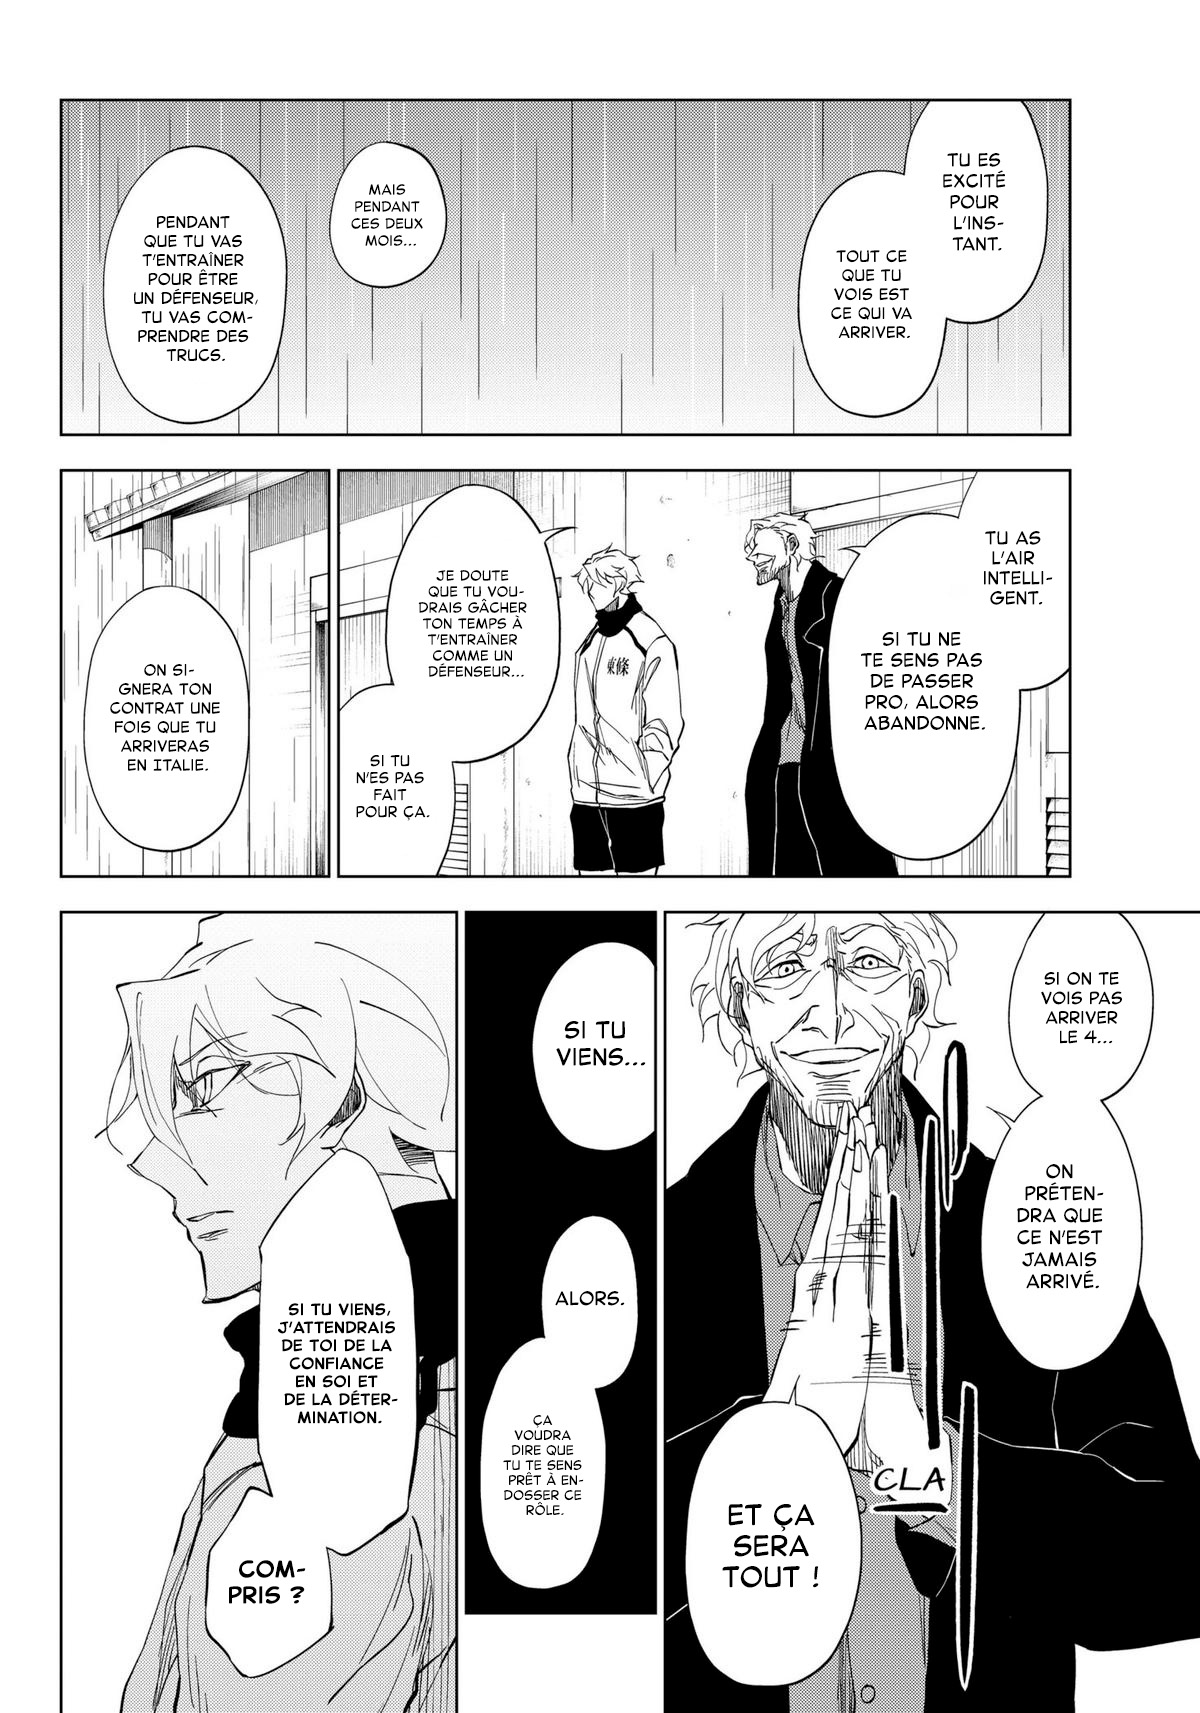 TU ES
EXCITÉ
POUR
L'INS-
TANT.
TOUT CE
QUE TU
VOIS EST
CE QUI VA
ARRIVER.
MAIS
PENDANT
CES DEUX
MOIS...
PENDANT
QUE TU VAS
T'ENTRAÎNER
POUR ÊTRE
UN DÉFENSEUR,
TU VAS COM-
PRENDRE DES
TRUCS.
TU AS
L'AIR
INTELLI-
GENT.
SI TU NE
TE SENS PAS
DE PASSER
PRO, ALORS
ABANDONNE.
東條
JE DOUTE
QUE TU VOU-
DRAIS GÂCHER
TON TEMPS À
T'ENTRAÎNER
COMME UN
DÉFENSEUR...
SI TU
N'ES PAS
FAIT
POUR ÇA.
ON SI-
GNERA TON
CONTRAT UNE
FOIS QUE TU
ARRIVERAS
EN ITALIE.
SI ON TE
VOIS PAS
ARRIVER
LE 4...
ON
PRÉTEN-
DRA QUE
CE N'EST
JAMAIS
ARRIVÉ.
CLA
ET ÇA
SERA
TOUT !
SI TU
VIENS...
ALORS.
ÇA
VOUDRA
DIRE QUE
TU TE SENS
PRÊT À EN-
DOSSER CE
RÔLE.
SI TU VIENS,
J'ATTENDRAIS
DE TOI DE LA
CONFIANCE
EN SOI ET
DE LA DÉTER-
MINATION.
COM-
PRIS ?